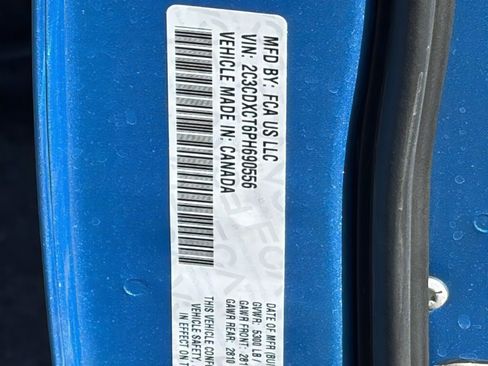 MFD BY: FCA US LLC
VIN: 2C3CDXCT6PH690556
VEHICLE MADE IN: CANADA
DATE OF MFR (BU
GVWR: 5300 LB /
GAWR FRONT: 281
GAWR REAR: 2810
THIS VEHICLE CONF
VEHICLE SAFETY,
IN EFFECT ON T